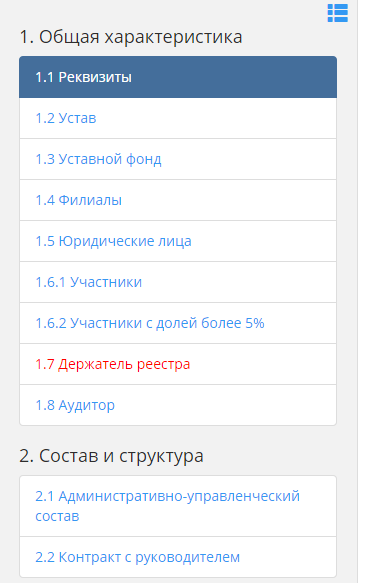 1. Общая характеристика
1.1 Реквизиты
1.2 Устав
1.3 Уставной фонд
1.4 Филиалы
1.5 Юридические лица
1.6.1 Участники
1.6.2 Участники с долей более 5%
1.7 Держатель реестра
1.8 Аудитор
2. Состав и структура
2.1 Административно-управленческий
состав
2.2 Контракт с руководителем